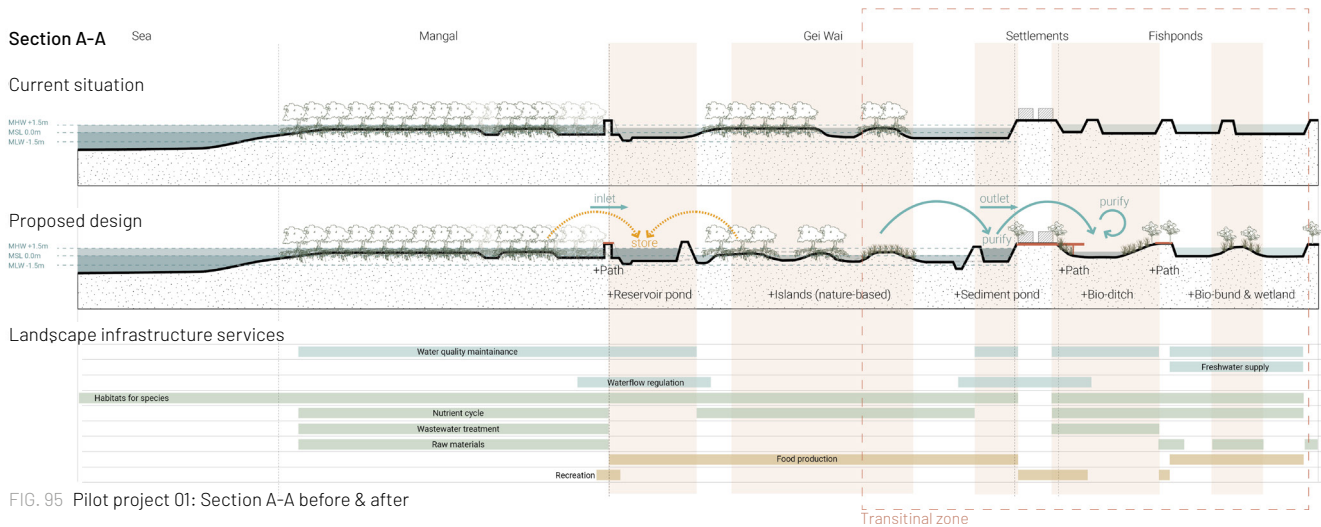 Section A-A
Sea
Mangal
Gei Wai
Settlements
Fishponds
Current situation
MHW +1.5m
MSL 0.0m
MLW -1.5m
inlet
outlet
purify
Proposed design
store
purify
MHW +1.5m
MSL 0.0m
MLW -1.5m
+Path
+Path
+Path
+Reservoir pond
+Islands (nature-based)
+Sediment pond
+Bio-ditch
+Bio-bund & wetland
Landscape infrastructure services
Water quality maintainance
Freshwater supply
Waterflow regulation
Habitats for species
Nutrient cycle
Wastewater treatment
Raw materials
Food production
Recreation
FIG. 95 Pilot project 01: Section A-A before & after
Transitinal zone